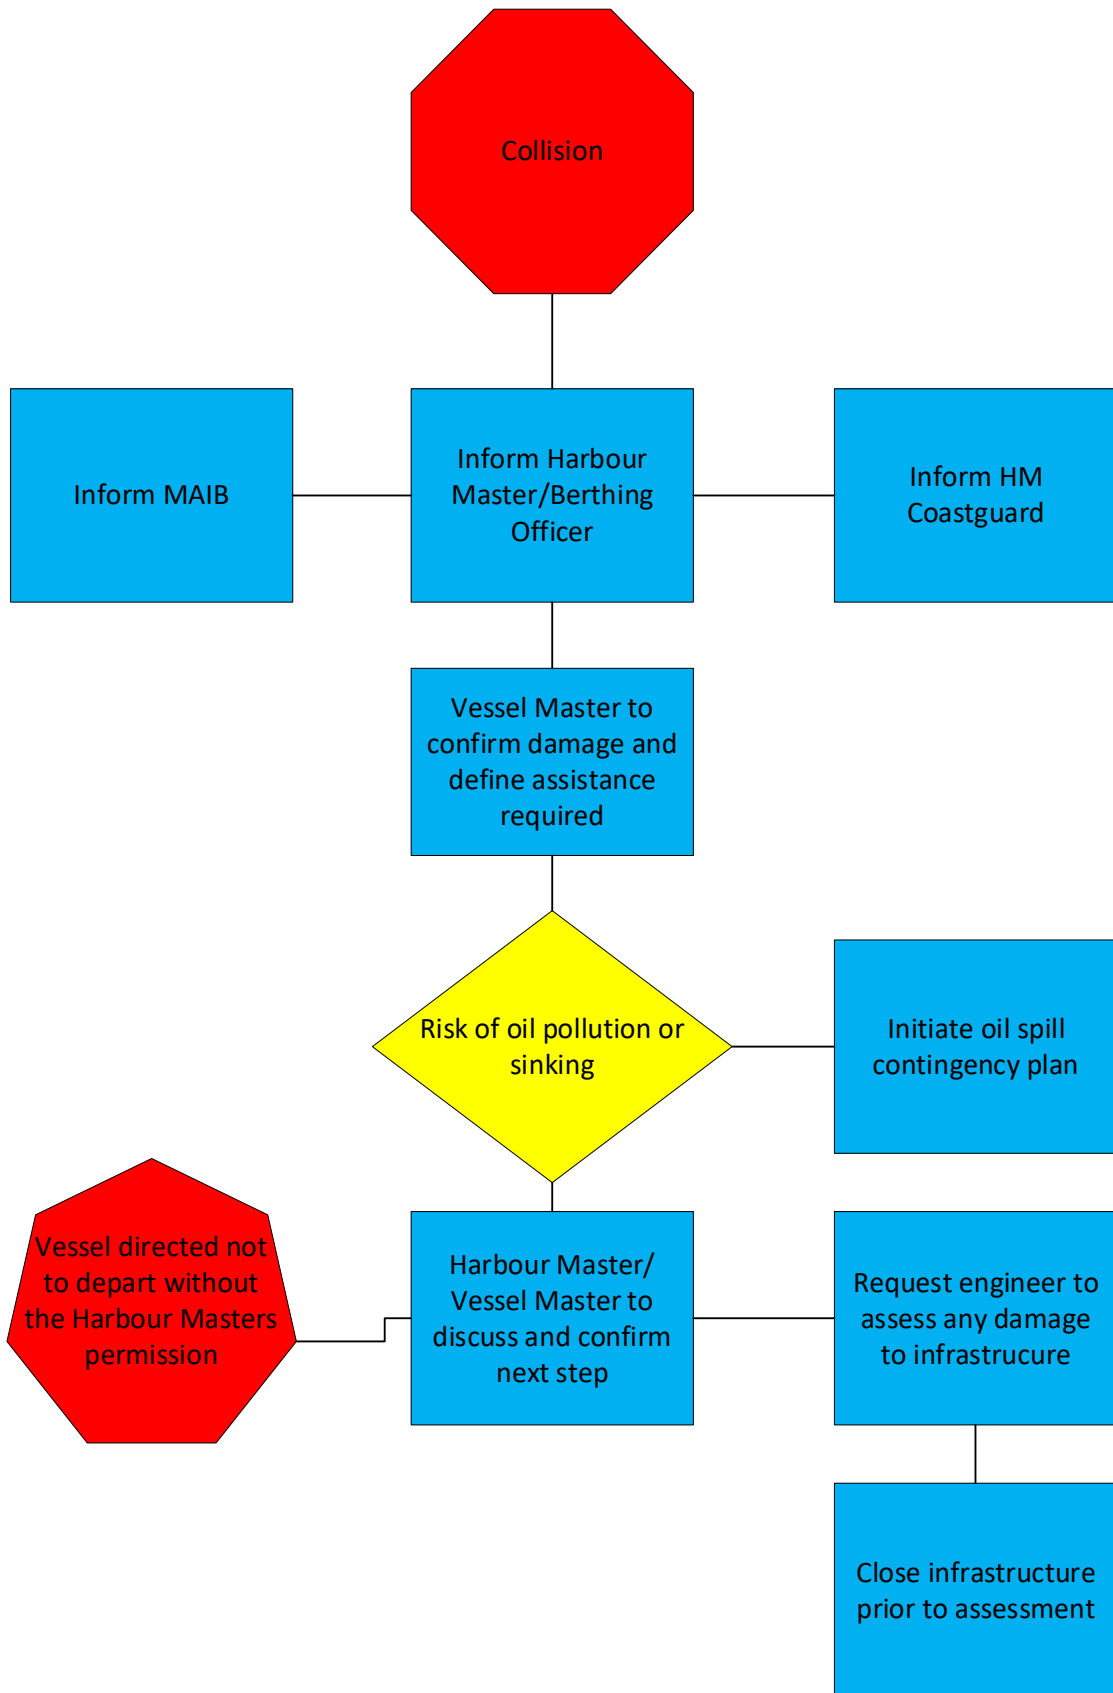 Collision
Inform MAIB
Inform Harbour
Master/Berthing
Officer
Inform HM
Coastguard
Vessel Master to
confirm damage and
define assistance
required
Risk of oil pollution or
sinking
Initiate oil spill
contingency plan
Vessel directed not
to depart without
the Harbour Masters
permission
Harbour Master/
Vessel Master to
discuss and confirm
next step
Request engineer to
assess any damage
to infrastrucure
Close infrastructure
prior to assessment